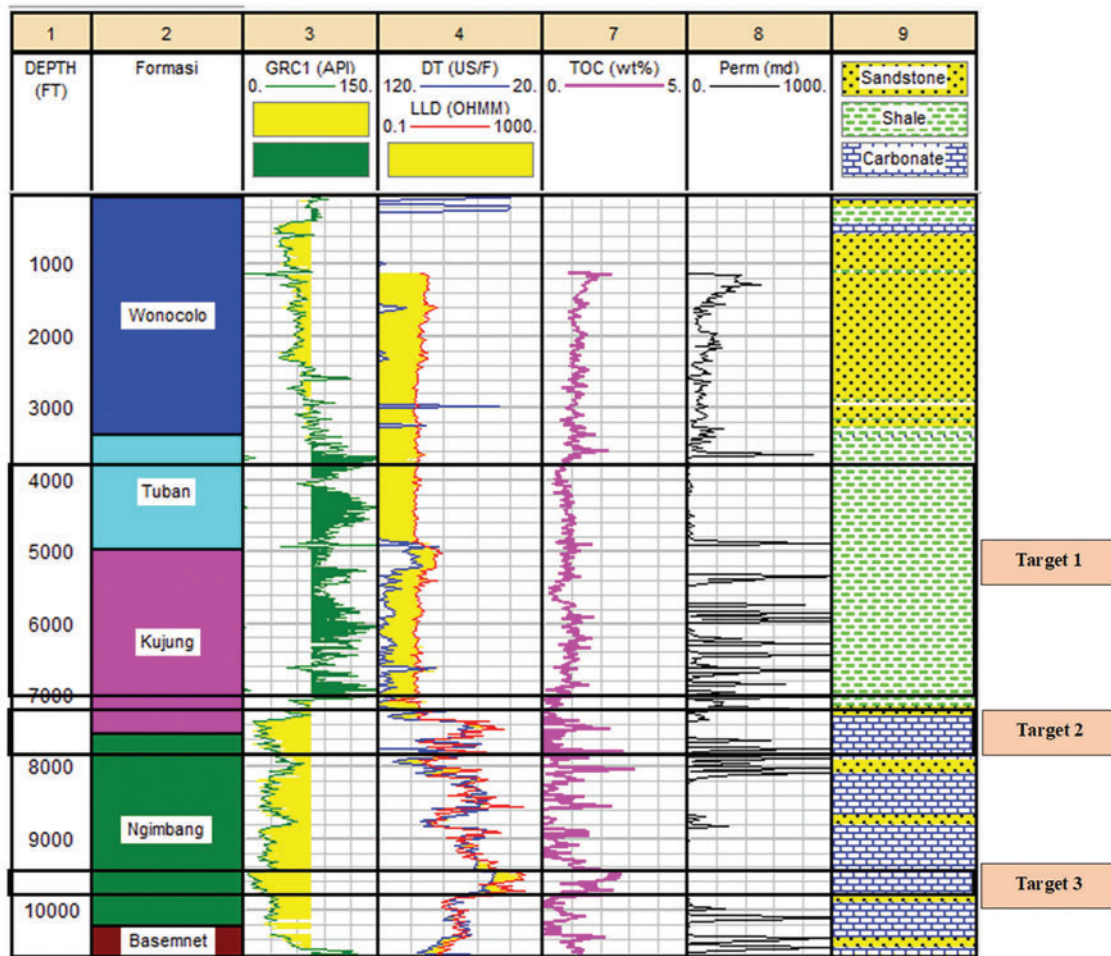 1 2 3 4 5 6 7 8 9
DEPTH (FT) Formasi GRC1 (API) DT (US/F) TOC (wt%) Perm (md) Sandstone
0. 150. 120. 20. 0. 5. 0. 1000.
LLD (OHMM)
0.1 1000.
Shale
Carbonate
1000
Wonocolo
2000
3000
4000
Tuban
5000
Target 1
6000
Kujung
7000
Target 2
8000
Ngimbang
9000
Target 3
10000
Basemnet